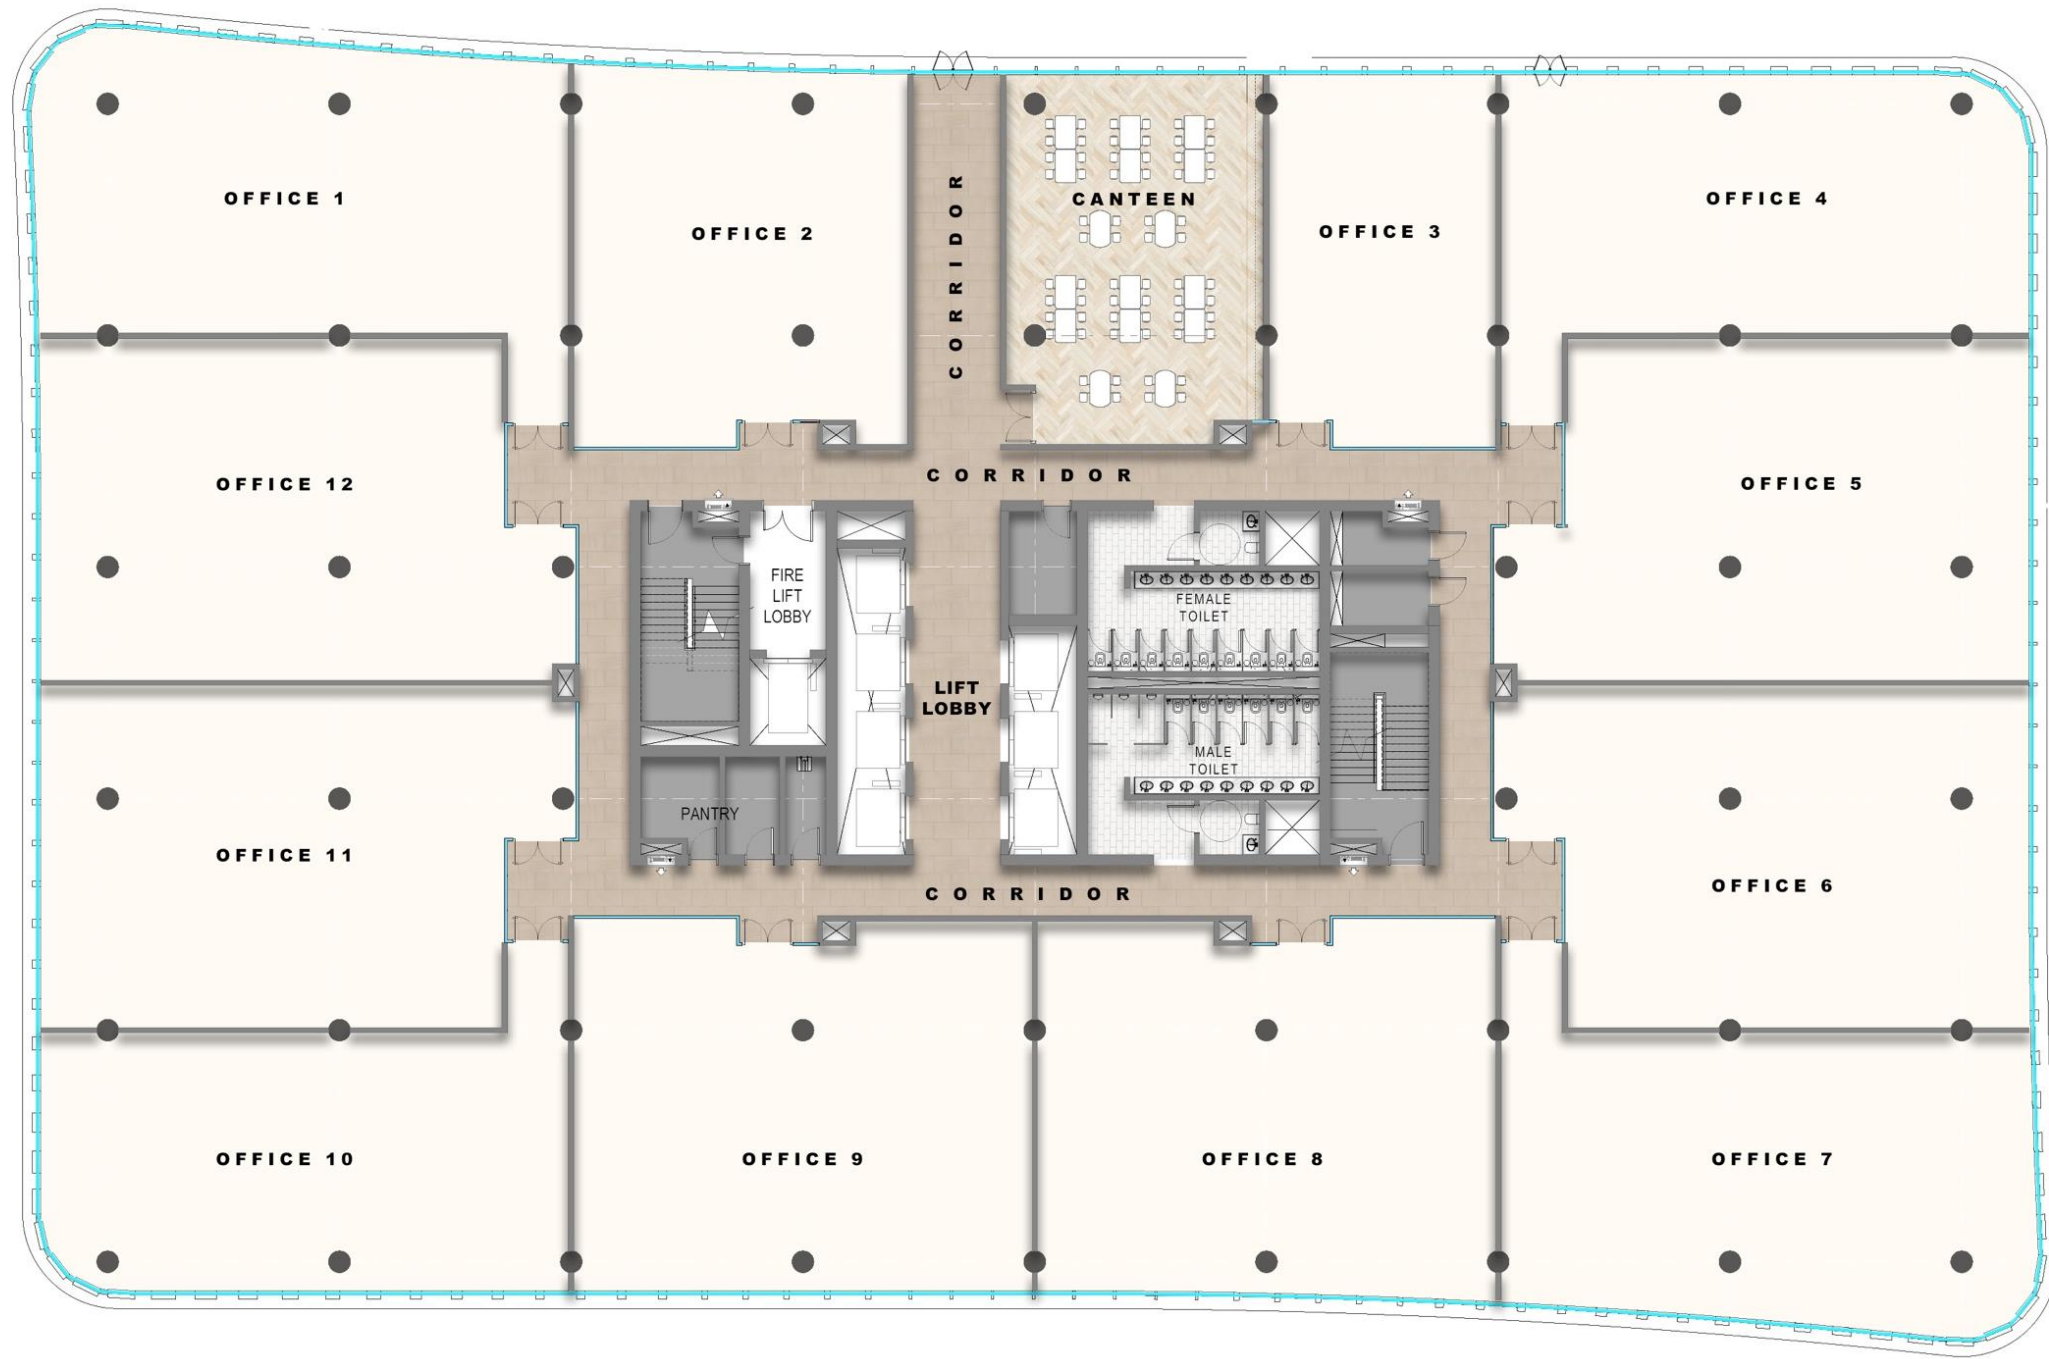 OFFICE 1
OFFICE 2
CORRIDOR
CANTEEN
OFFICE 3
OFFICE 4
OFFICE 12
CORRIDOR
OFFICE 5
FIRE
LIFT
LOBBY
FEMALE
TOILET
LIFT
LOBBY
MALE
TOILET
PANTRY
OFFICE 11
CORRIDOR
OFFICE 6
OFFICE 10
OFFICE 9
OFFICE 8
OFFICE 7